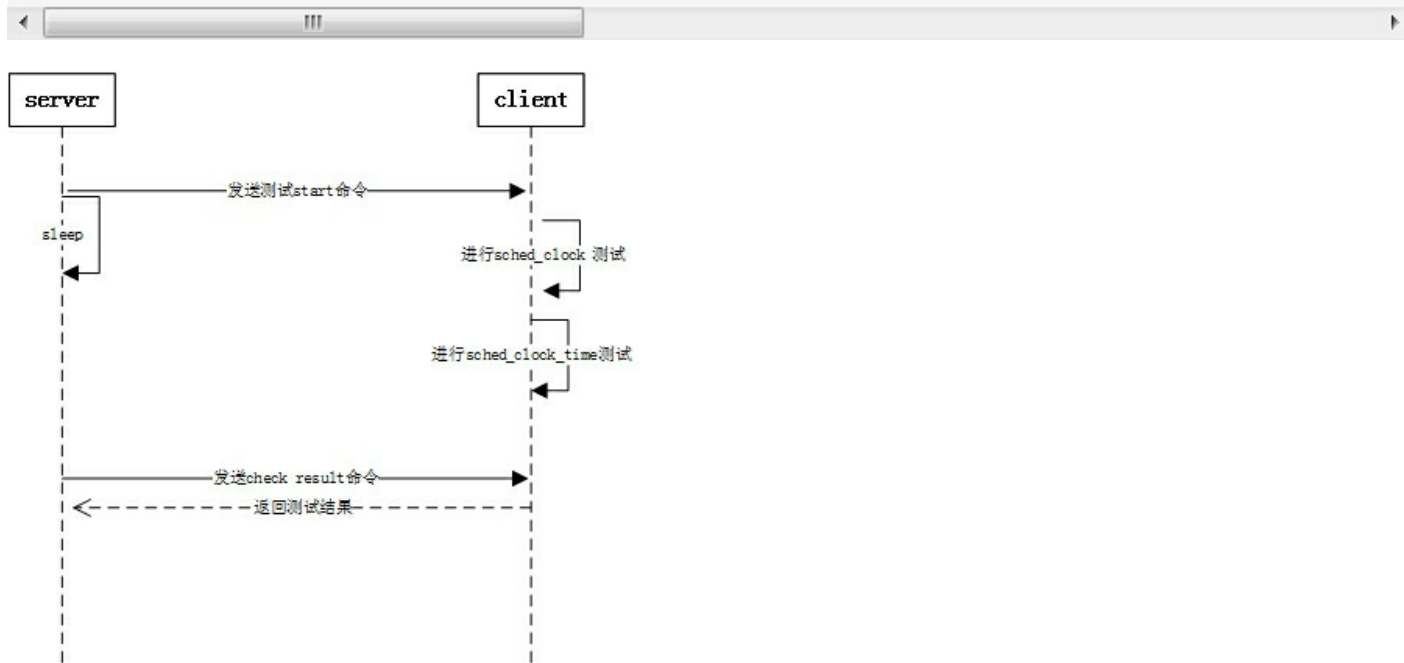 server
client
发送测试start命令
sleep
进行sched_clock 测试
进行sched_clock_time测试
发送check result命令
返回测试结果